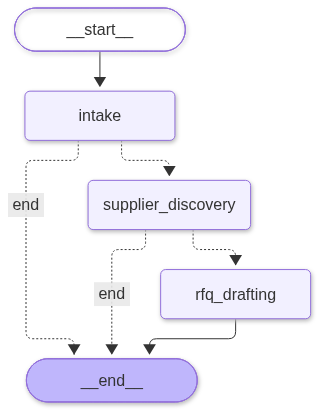 __start__
intake
end
supplier_discovery
end
rfq_drafting
__end__